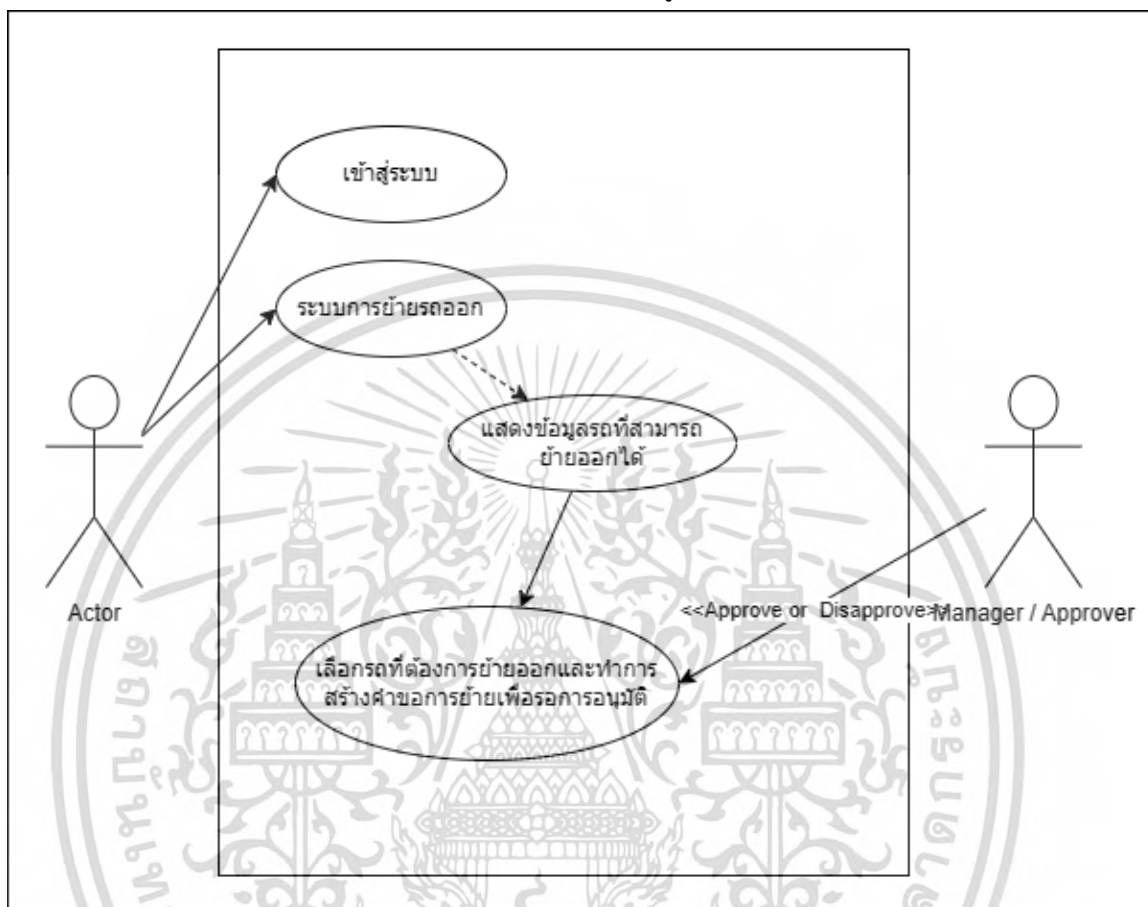 เข้าสู่ระบบ
ระบบการย้ายรถออก
แสดงข้อมูลรถที่สามารถ
ย้ายออกได้
Actor
<<Approve or Disapprove>>
Manager / Approver
เลือกรถที่ต้องการย้ายออกและทำการ
สร้างคำขอการย้ายเพื่อรอการอนุมัติ